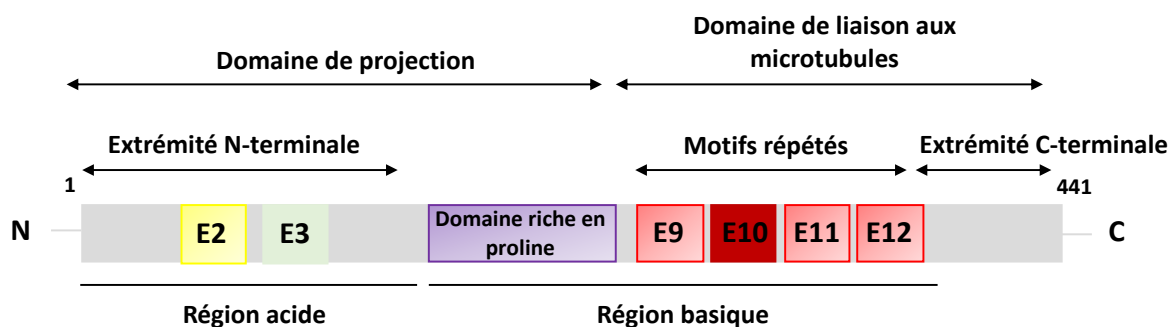 Domaine de projection
Domaine de liaison aux
microtubules
Extrémité N-terminale
Motifs répétés
Extrémité C-terminale
1
441
N
E2
E3
Domaine riche en
proline
E9
E10
E11
E12
C
Région acide
Région basique